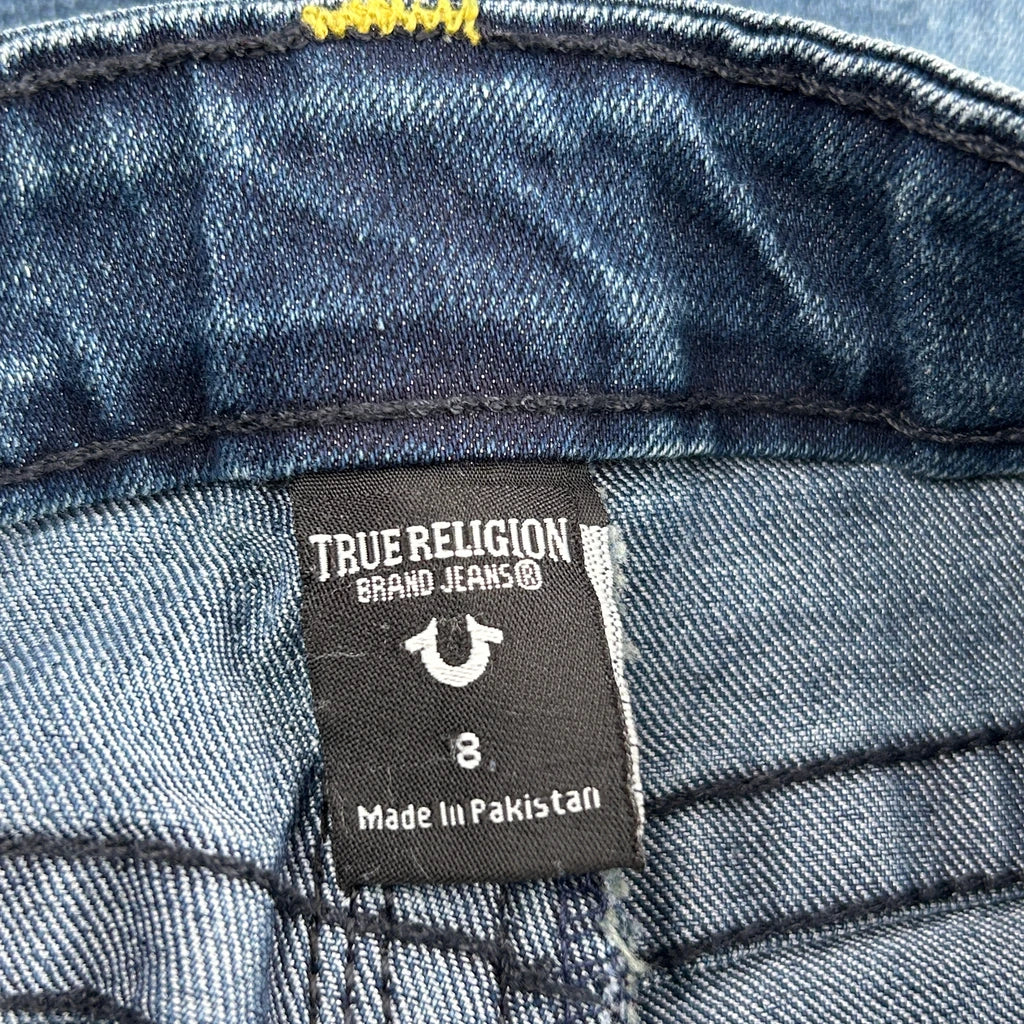 TRUE RELIGION
BRAND JEANS®
8
Made In Pakistan